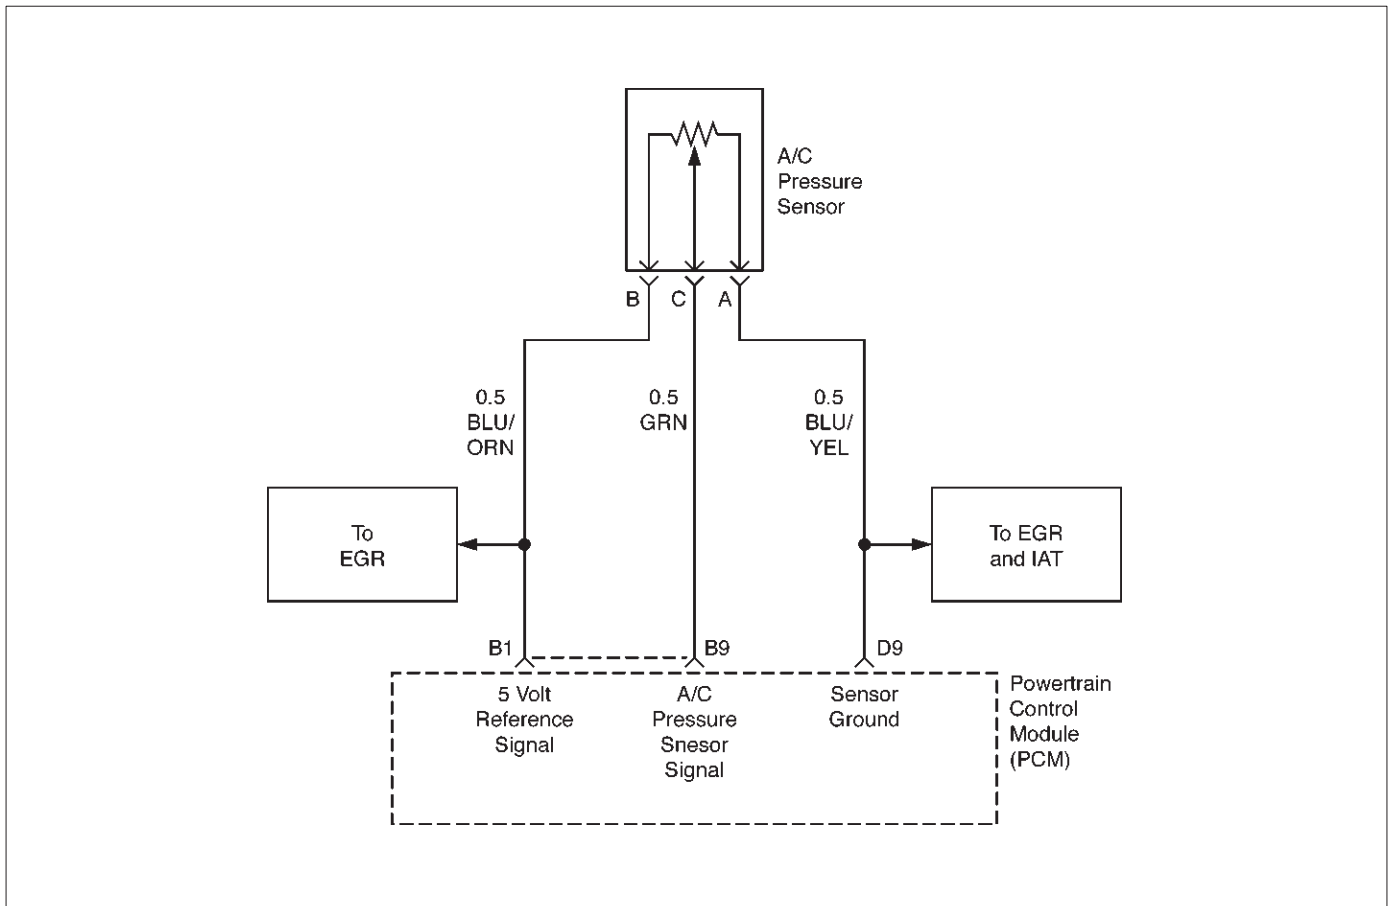 A/C
Pressure
Sensor
B
C
A
0.5
BLU/
ORN
0.5
GRN
0.5
BLU/
YEL
To
EGR
To EGR
and IAT
B1
B9
D9
5 Volt
Reference
Signal
A/C
Pressure
Snesor
Signal
Sensor
Ground
Powertrain
Control
Module
(PCM)